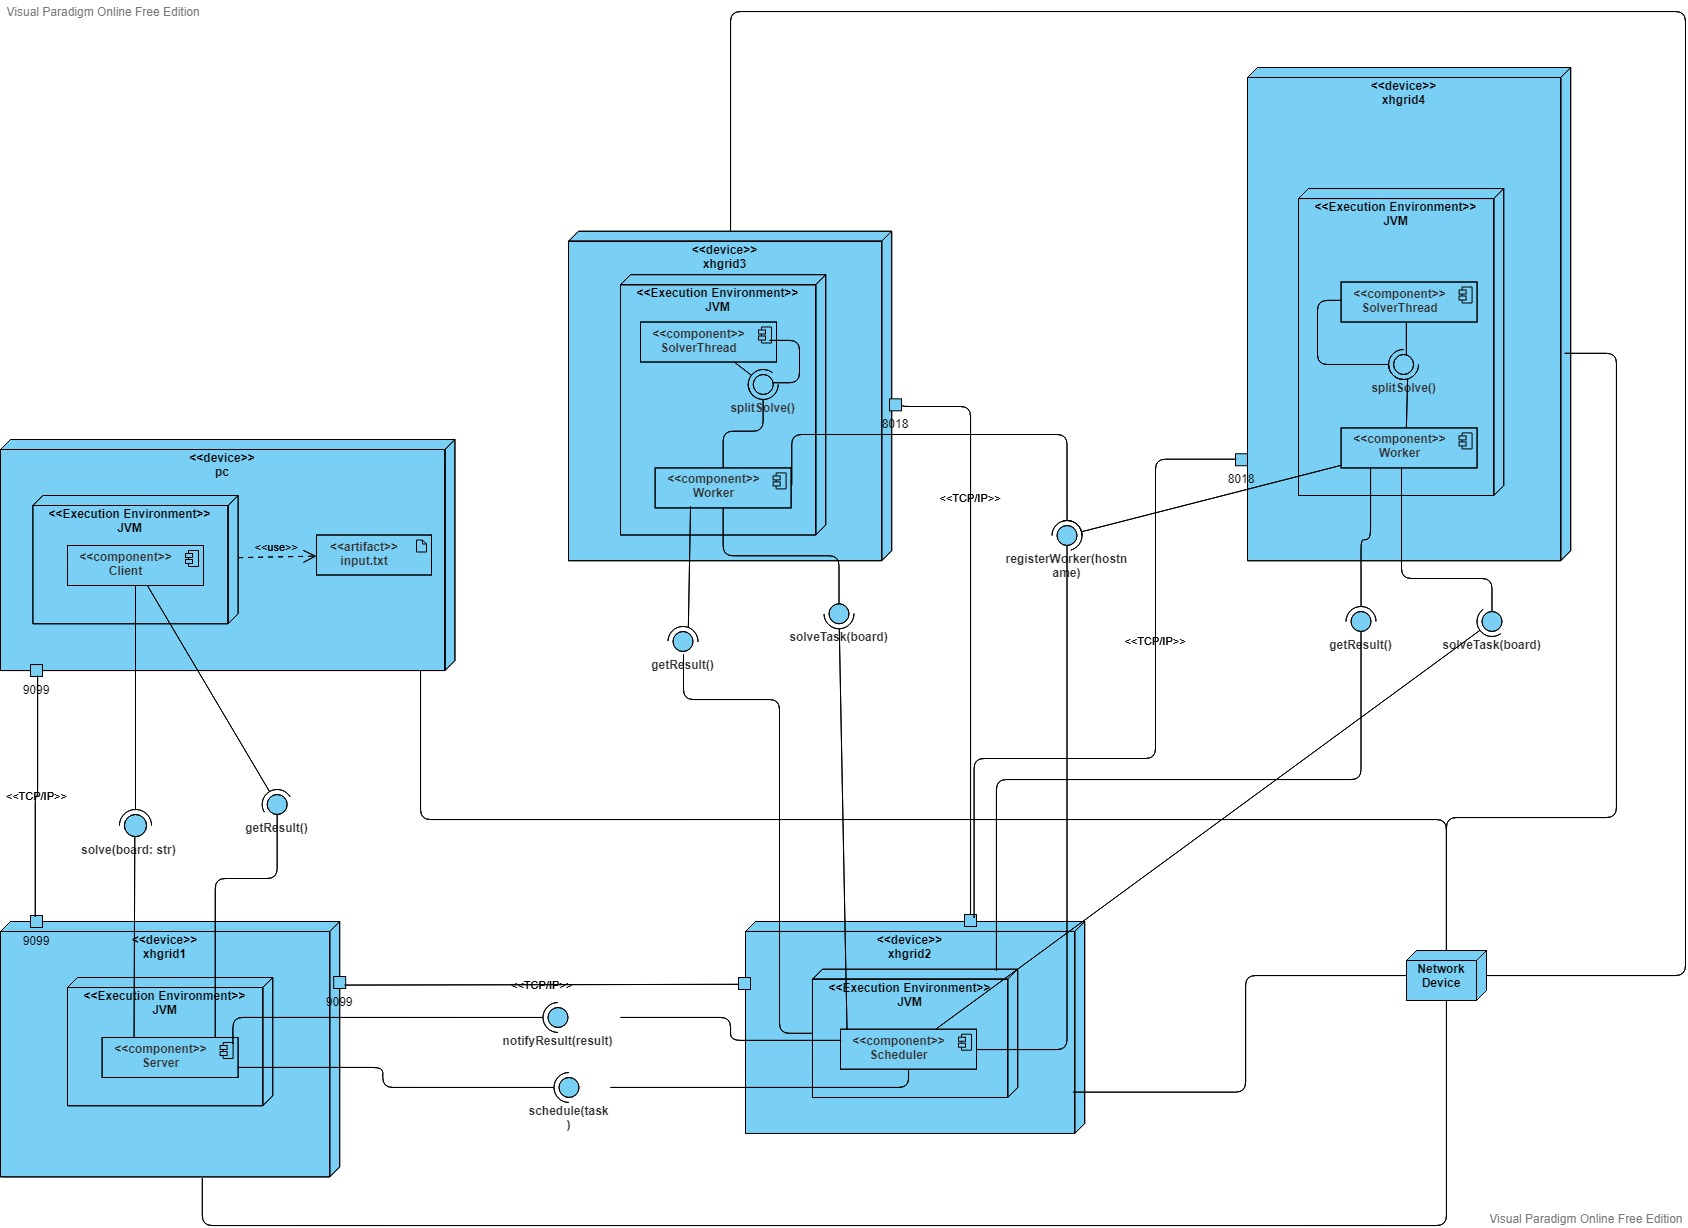 Visual Paradigm Online Free Edition
<<device>>
xhgrid4
<<Execution Environment>>
JVM
<<component>>
SolverThread
splitSolve()
<<component>>
Worker
8018
<<device>>
xhgrid3
<<Execution Environment>>
JVM
<<component>>
SolverThread
splitSolve()
<<component>>
Worker
8018
<<TCP/IP>>
registerWorker(hostn
ame)
<<TCP/IP>>
getResult()
solveTask(board)
getResult()
solveTask(board)
<<device>>
pc
<<Execution Environment>>
JVM
<<component>>
Client
<<use>>
<<artifact>>
input.txt
9099
<<TCP/IP>>
solve(board: str)
getResult()
9099
<<device>>
xhgrid1
<<Execution Environment>>
JVM
<<component>>
Server
9099
<<TCP/IP>>
notifyResult(result)
schedule(task
)
<<device>>
xhgrid2
<<Execution Environment>>
JVM
<<component>>
Scheduler
Network
Device
Visual Paradigm Online Free Edition